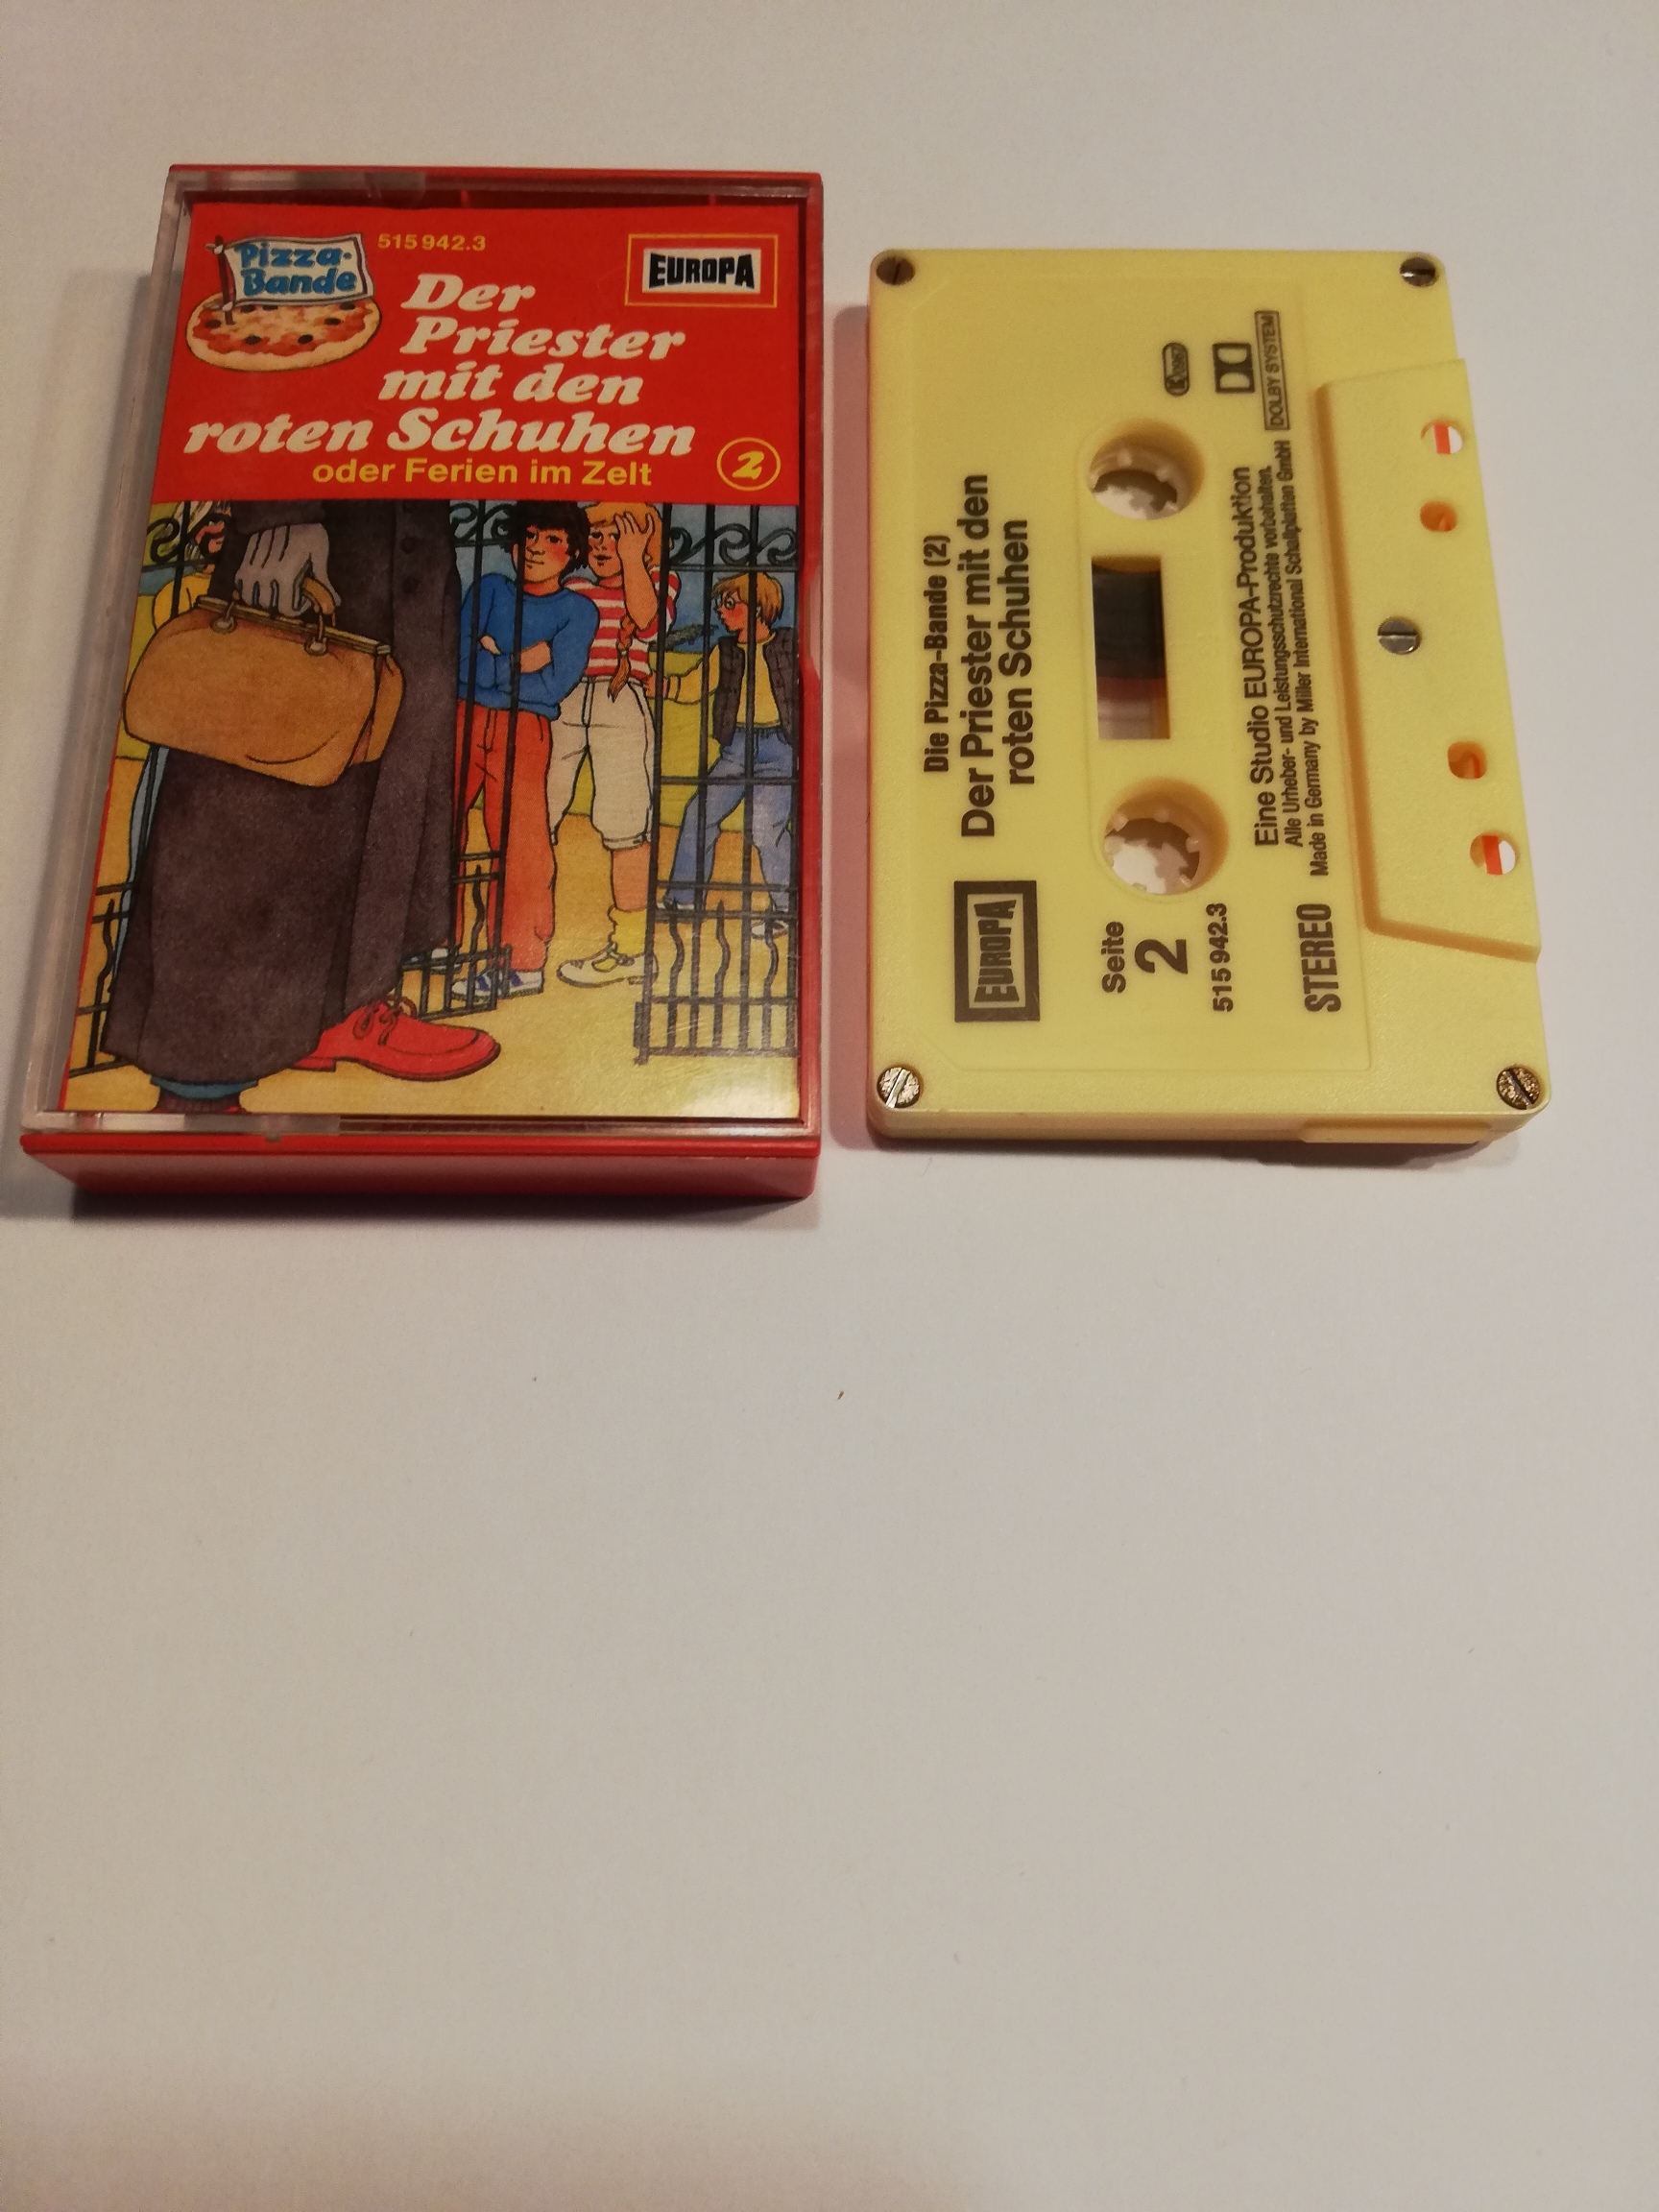 Pizza-
Bande
515 942.3
EUROPA
Der
Priester
mit den
roten Schuhen
oder Ferien im Zelt
2
Die Pizza-Bande (2)
Der Priester mit den
roten Schuhen
EUROPA
Seite
2
515 942.3
DOLBY SYSTEM
Eine Studio EUROPA-Produktion
Alle Urheber- und Leistungsschutzrechte vorbehalten.
Made in Germany by Miller International Schallplatten GmbH
STEREO